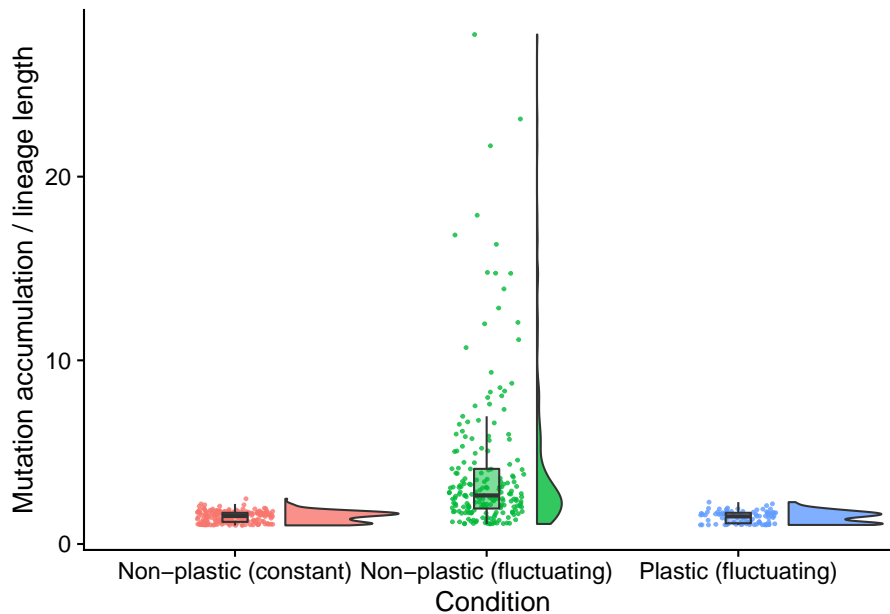 Mutation accumulation / lineage length
20
10
0
Non−plastic (constant)
Non−plastic (fluctuating)
Plastic (fluctuating)
Condition